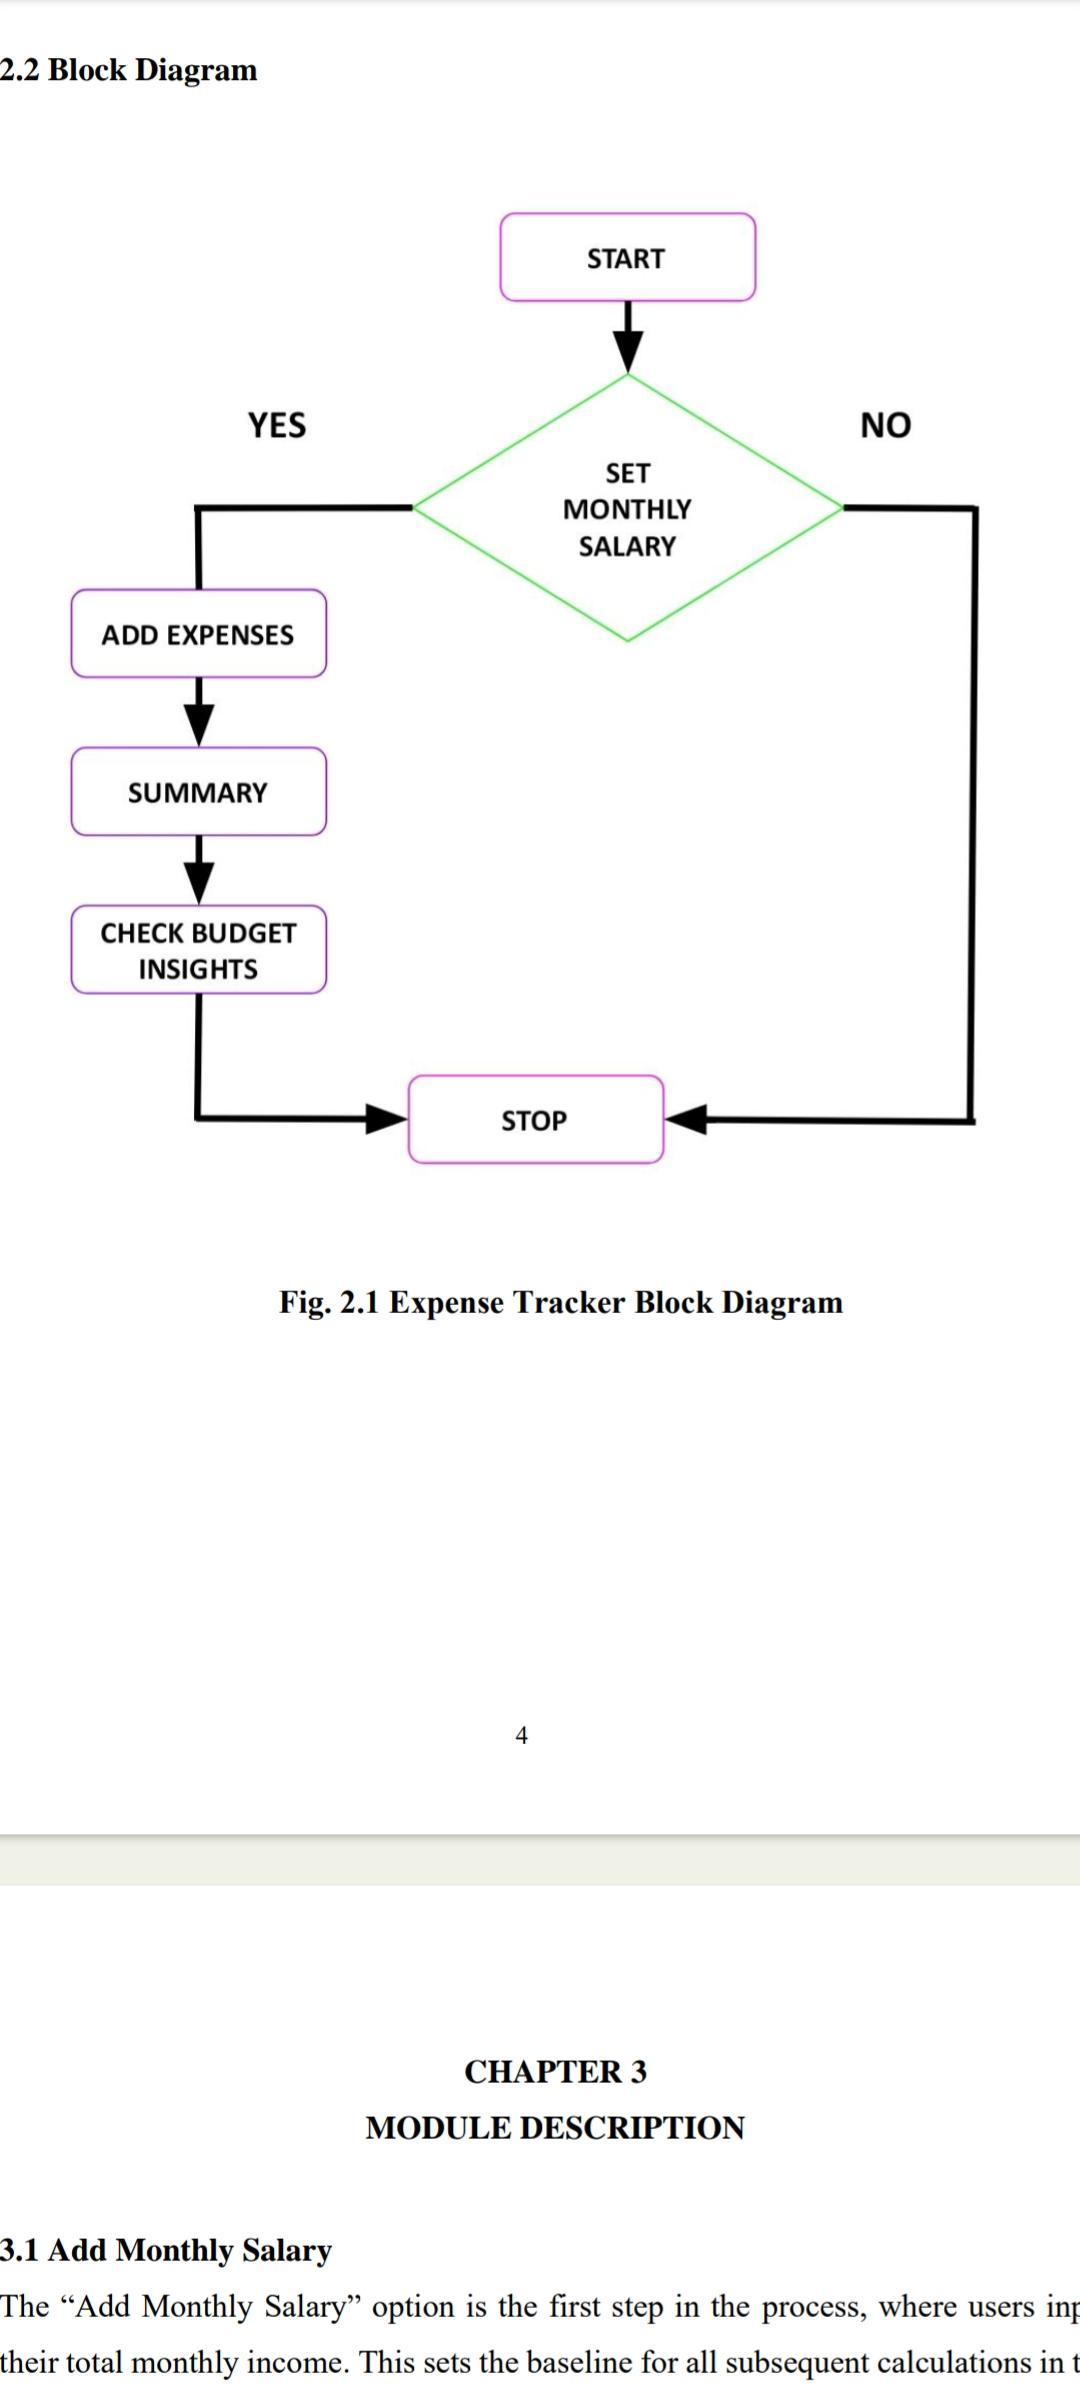 2.2 Block Diagram
START
YES
NO
SET
MONTHLY
SALARY
ADD EXPENSES
SUMMARY
CHECK BUDGET
INSIGHTS
STOP
Fig. 2.1 Expense Tracker Block Diagram
4
CHAPTER 3
MODULE DESCRIPTION
3.1 Add Monthly Salary
The “Add Monthly Salary” option is the first step in the process, where users inp
their total monthly income. This sets the baseline for all subsequent calculations in t